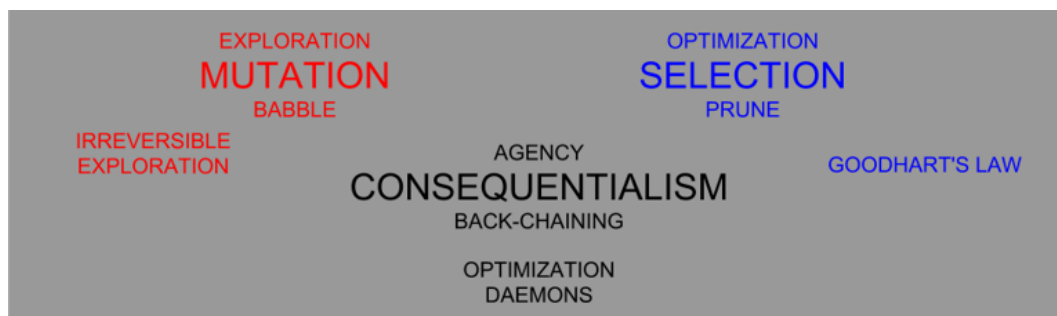 EXPLORATION
MUTATION
BABBLE
IRREVERSIBLE
EXPLORATION
OPTIMIZATION
SELECTION
PRUNE
GOODHART'S LAW
AGENCY
CONSEQUENTIALISM
BACK-CHAINING
OPTIMIZATION
DAEMONS